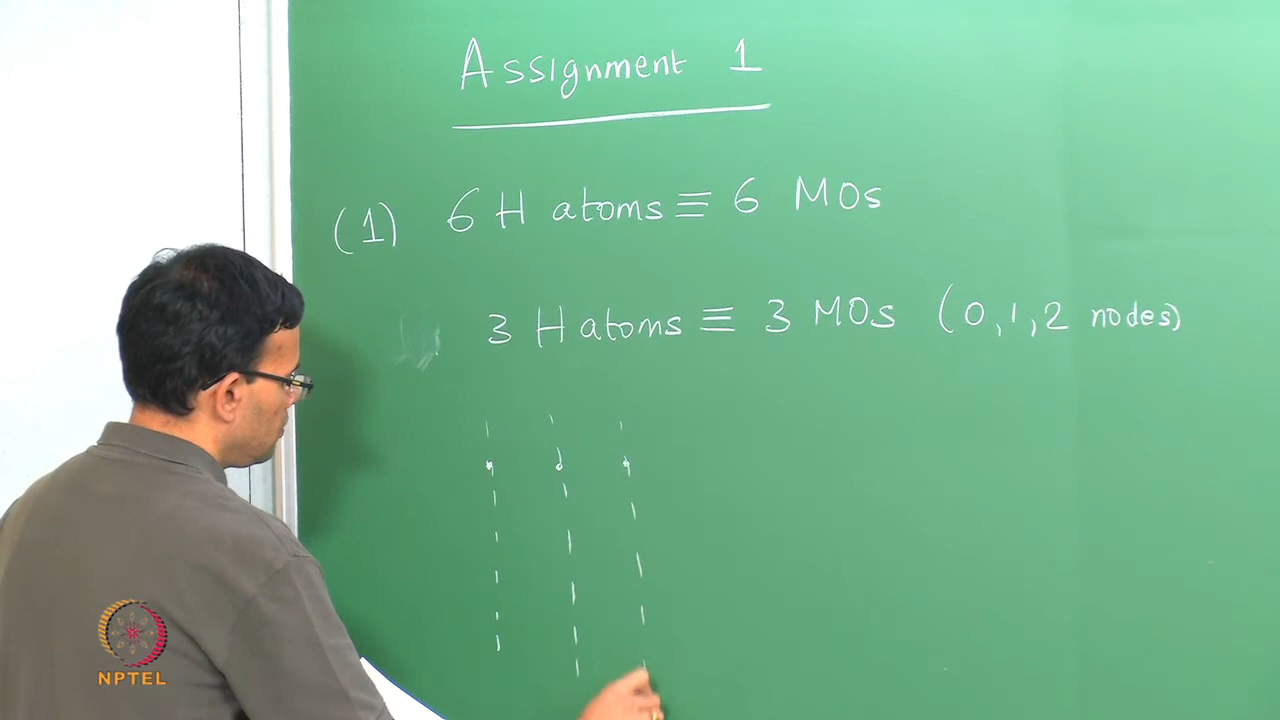 Assignment 1
(1) 6 H atoms ≡ 6 MOs
3 H atoms ≡ 3 MOs (0, 1, 2 nodes)
NPTEL